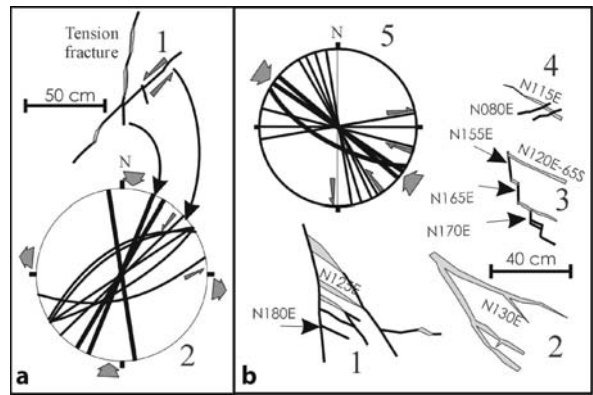 Tension
fracture
1
50 cm
N
2
a
N
5
4
N115E
N080E
N155E
N120E-65S
N165E
3
N170E
40 cm
N125E
N180E
1
N130E
2
b